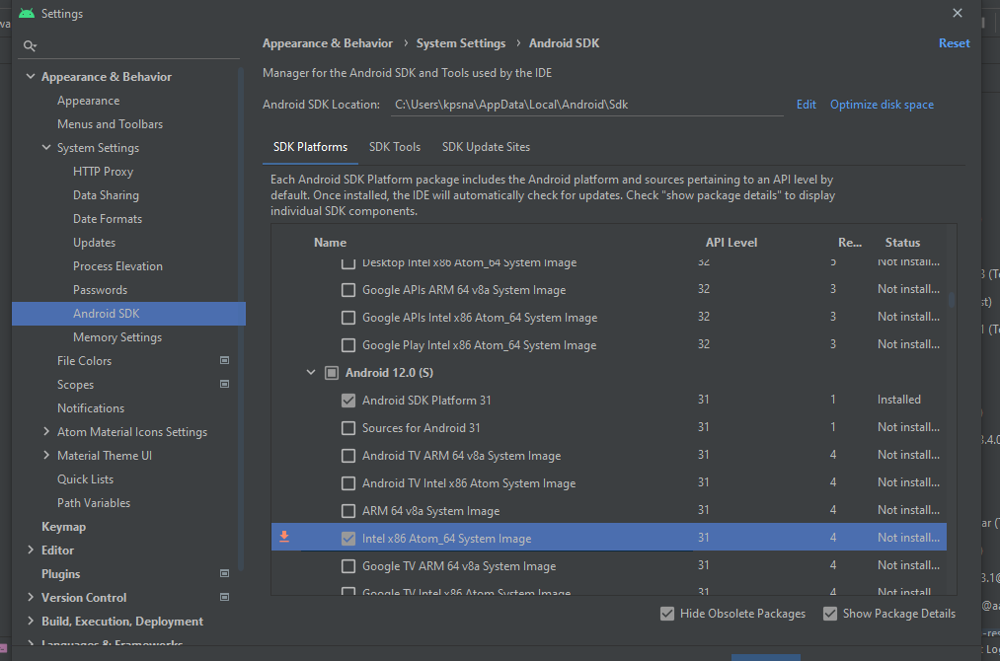 Settings
Appearance & Behavior
Appearance
Menus and Toolbars
System Settings
HTTP Proxy
Data Sharing
Date Formats
Updates
Process Elevation
Passwords
Android SDK
Memory Settings
File Colors
Scopes
Notifications
Atom Material Icons Settings
Material Theme UI
Quick Lists
Path Variables
Keymap
Editor
Plugins
Version Control
Build, Execution, Deployment
Languages & Frameworks
Appearance & Behavior › System Settings › Android SDK
Reset
Manager for the Android SDK and Tools used by the IDE
Android SDK Location: C:\Users\kpsna\AppData\Local\Android\Sdk Edit Optimize disk space
SDK Platforms SDK Tools SDK Update Sites
Each Android SDK Platform package includes the Android platform and sources pertaining to an API level by
default. Once installed, the IDE will automatically check for updates. Check "show package details" to display
individual SDK components.
Name API Level Re... Status
Desktop Intel x86 Atom_64 System Image 32 5 Not install...
Google APIs ARM 64 v8a System Image 32 3 Not install...
Google APIs Intel x86 Atom_64 System Image 32 3 Not install...
Google Play Intel x86 Atom_64 System Image 32 3 Not install...
Android 12.0 (S)
Android SDK Platform 31 31 1 Installed
Sources for Android 31 31 1 Not install...
Android TV ARM 64 v8a System Image 31 4 Not install...
Android TV Intel x86 Atom System Image 31 4 Not install...
ARM 64 v8a System Image 31 4 Not install...
Intel x86 Atom_64 System Image 31 4 Not install...
Google TV ARM 64 v8a System Image 31 4 Not install...
Google TV Intel x86 Atom System Image 31 4 Not install...
Hide Obsolete Packages Show Package Details